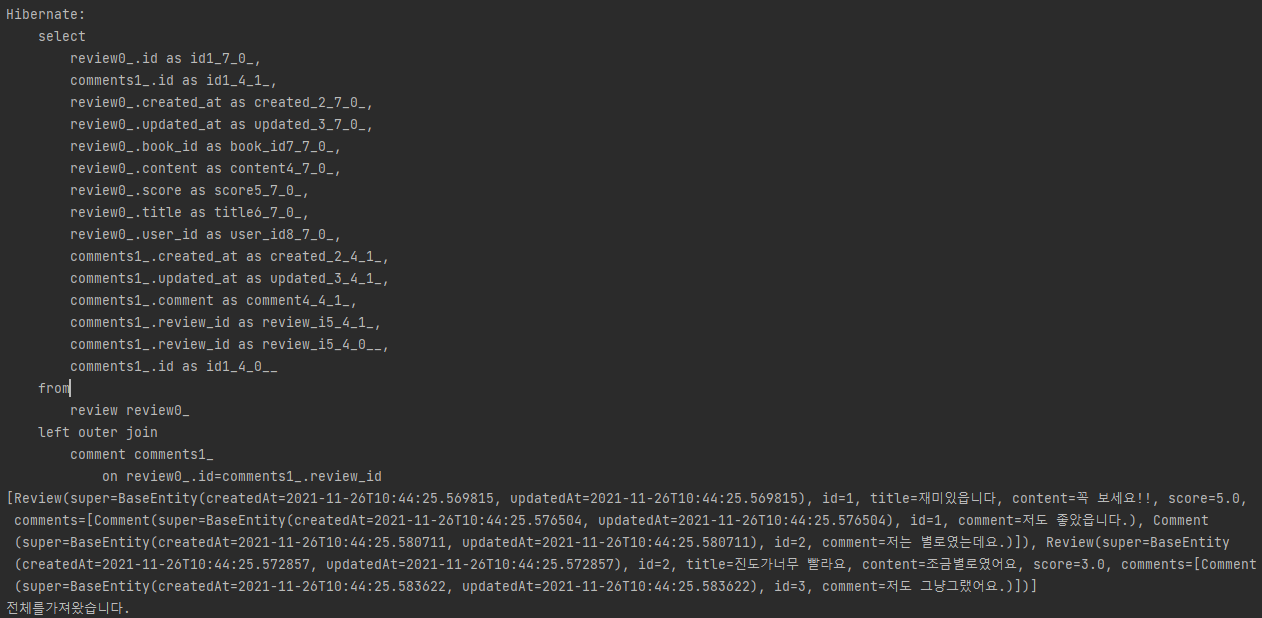 Hibernate:
select
review0_.id as id1_7_0_,
comments1_.id as id1_4_1_,
review0_.created_at as created_2_7_0_,
review0_.updated_at as updated_3_7_0_,
review0_.book_id as book_id7_7_0_,
review0_.content as content4_7_0_,
review0_.score as score5_7_0_,
review0_.title as title6_7_0_,
review0_.user_id as user_id8_7_0_,
comments1_.created_at as created_2_4_1_,
comments1_.updated_at as updated_3_4_1_,
comments1_.comment as comment4_4_1_,
comments1_.review_id as review_i5_4_1_,
comments1_.review_id as review_i5_4_0__,
comments1_.id as id1_4_0__
from
review review0_
left outer join
comment comments1_
on review0_.id=comments1_.review_id
[Review(super=BaseEntity(createdAt=2021-11-26T10:44:25.569815, updatedAt=2021-11-26T10:44:25.569815), id=1, title=재미있읍니다, content=꼭 보세요!!, score=5.0,
comments=[Comment(super=BaseEntity(createdAt=2021-11-26T10:44:25.576504, updatedAt=2021-11-26T10:44:25.576504), id=1, comment=저도 좋았읍니다.), Comment
(super=BaseEntity(createdAt=2021-11-26T10:44:25.580711, updatedAt=2021-11-26T10:44:25.580711), id=2, comment=저는 별로였는데요.)]), Review(super=BaseEntity
(createdAt=2021-11-26T10:44:25.572857, updatedAt=2021-11-26T10:44:25.572857), id=2, title=진도가너무 빨라요, content=조금별로였어요, score=3.0, comments=[Comment
(super=BaseEntity(createdAt=2021-11-26T10:44:25.583622, updatedAt=2021-11-26T10:44:25.583622), id=3, comment=저도 그냥그랬어요.)])]
전체를가져왔습니다.